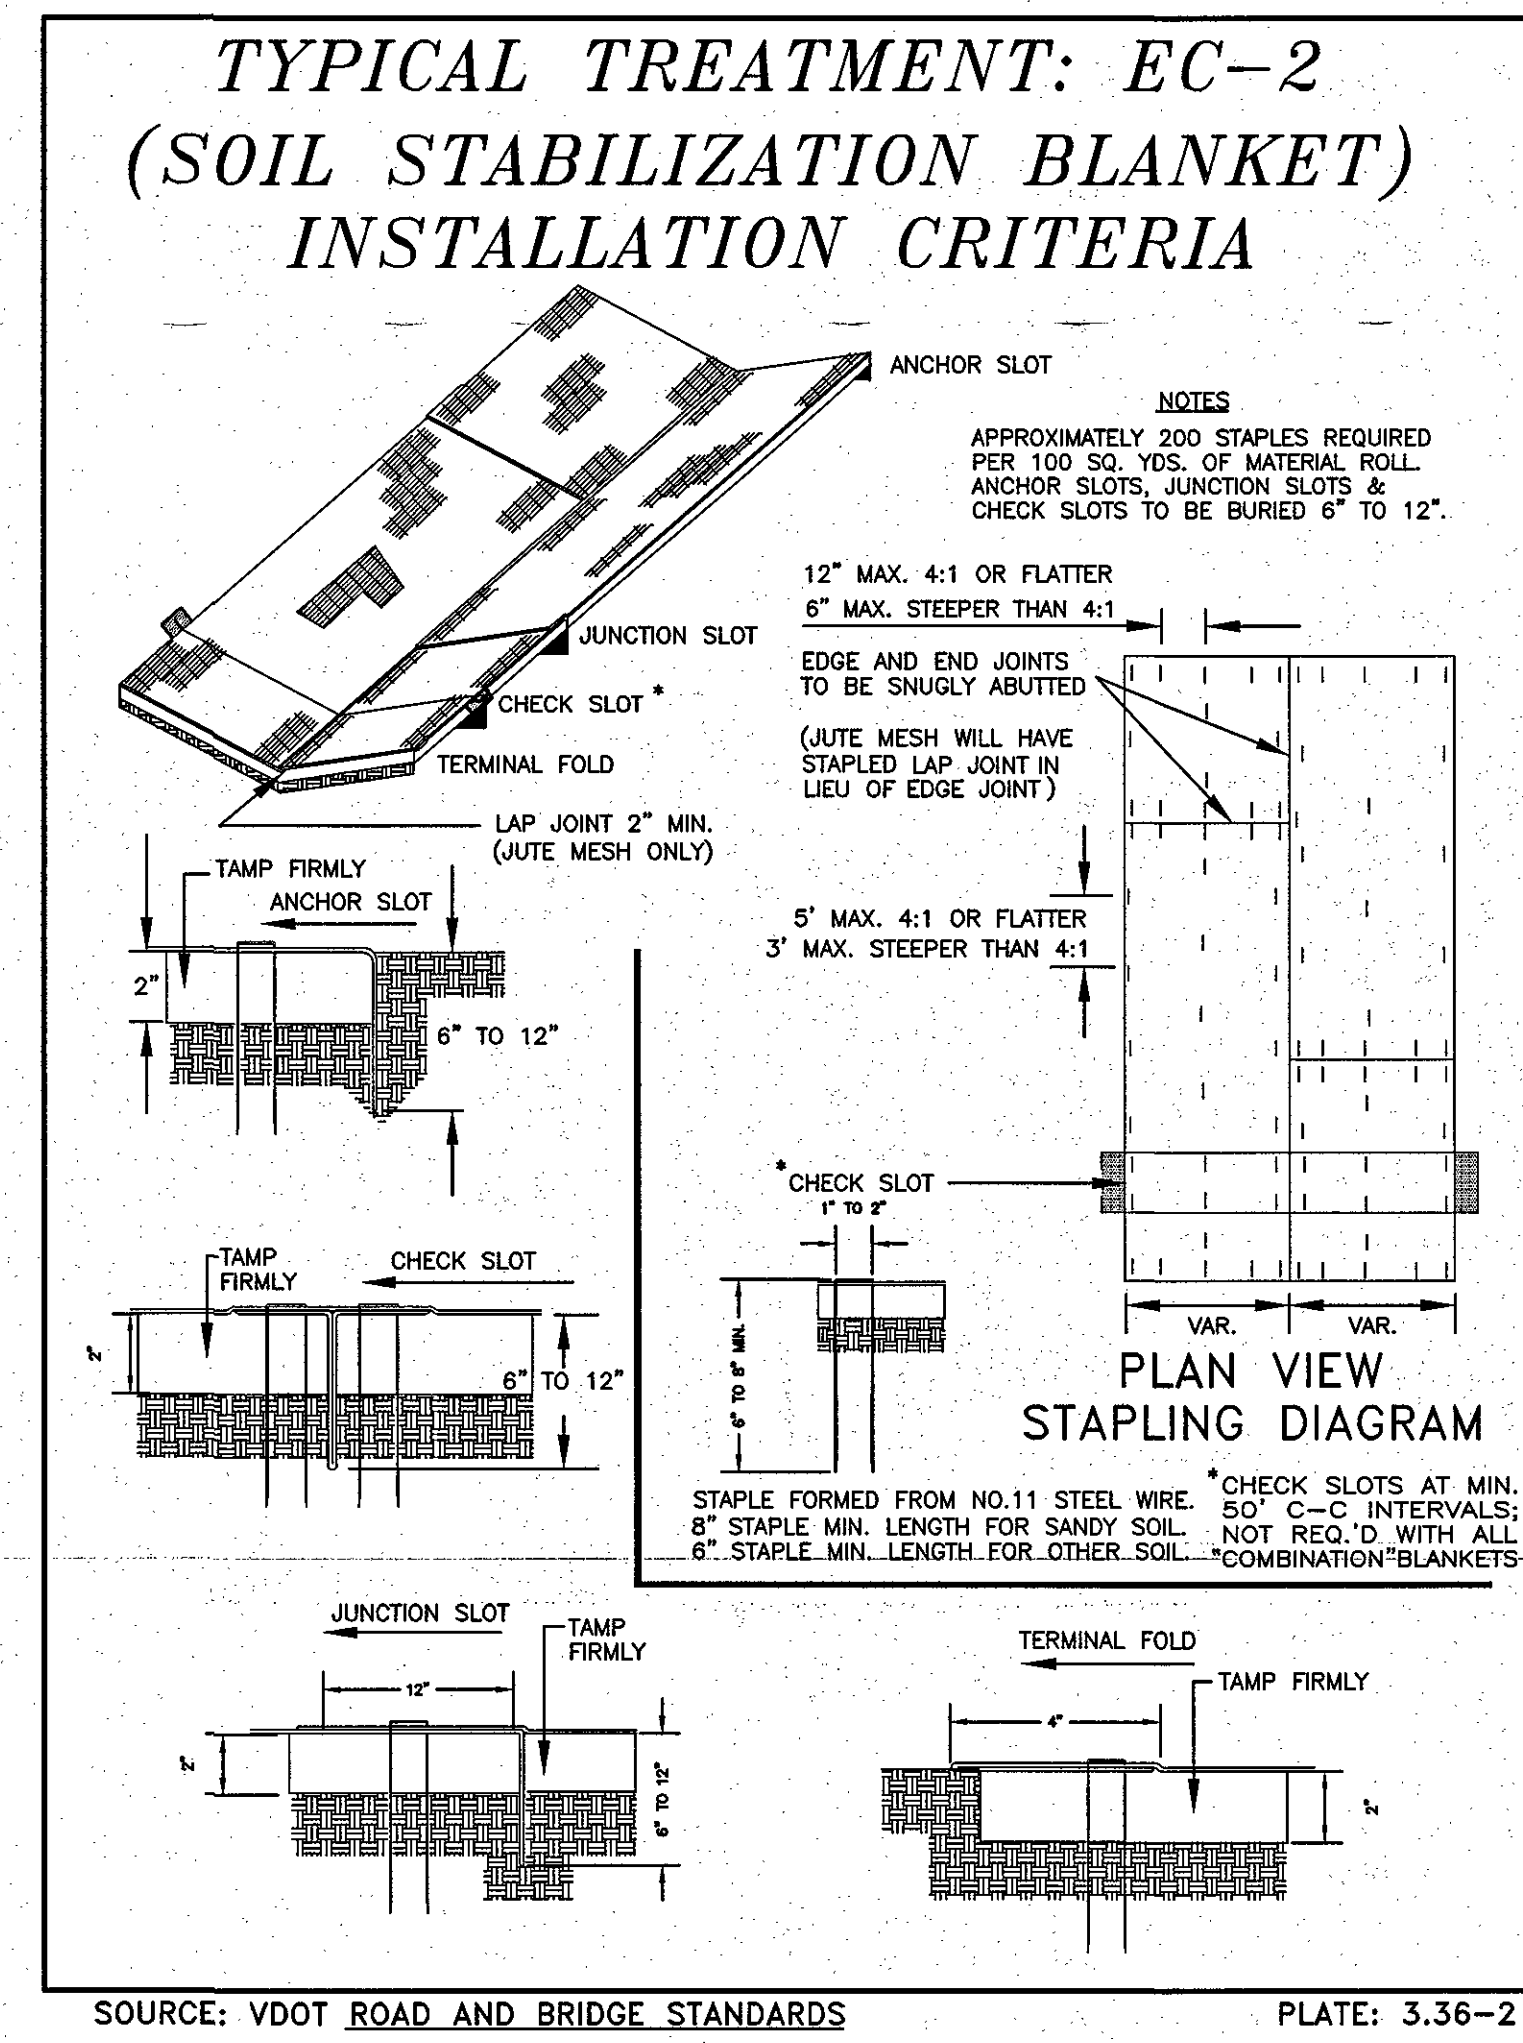 TYPICAL TREATMENT: EC-2
(SOIL STABILIZATION BLANKET)
INSTALLATION CRITERIA
ANCHOR SLOT
NOTES
APPROXIMATELY 200 STAPLES REQUIRED
PER 100 SQ. YDS. OF MATERIAL ROLL.
ANCHOR SLOTS, JUNCTION SLOTS &
CHECK SLOTS TO BE BURIED 6" TO 12".
JUNCTION SLOT
CHECK SLOT *
TERMINAL FOLD
LAP JOINT 2" MIN.
(JUTE MESH ONLY)
12" MAX. 4:1 OR FLATTER
6" MAX. STEEPER THAN 4:1
EDGE AND END JOINTS
TO BE SNUGLY ABUTTED
(JUTE MESH WILL HAVE
STAPLED LAP JOINT IN
LIEU OF EDGE JOINT)
5' MAX. 4:1 OR FLATTER
3' MAX. STEEPER THAN 4:1
TAMP FIRMLY
ANCHOR SLOT
2"
6" TO 12"
TAMP
FIRMLY
CHECK SLOT
2"
6" TO 12"
*CHECK SLOT
1" TO 2"
6" TO 8" MIN.
VAR.
VAR.
PLAN VIEW
STAPLING DIAGRAM
STAPLE FORMED FROM NO.11 STEEL WIRE.
8" STAPLE MIN. LENGTH FOR SANDY SOIL.
6" STAPLE MIN. LENGTH FOR OTHER SOIL.
*CHECK SLOTS AT MIN.
50' C-C INTERVALS;
NOT REQ.'D WITH ALL
"COMBINATION" BLANKETS
JUNCTION SLOT
TAMP
FIRMLY
12"
2"
6" TO 12"
TERMINAL FOLD
TAMP FIRMLY
4"
2"
SOURCE: VDOT ROAD AND BRIDGE STANDARDS
PLATE: 3.36-2